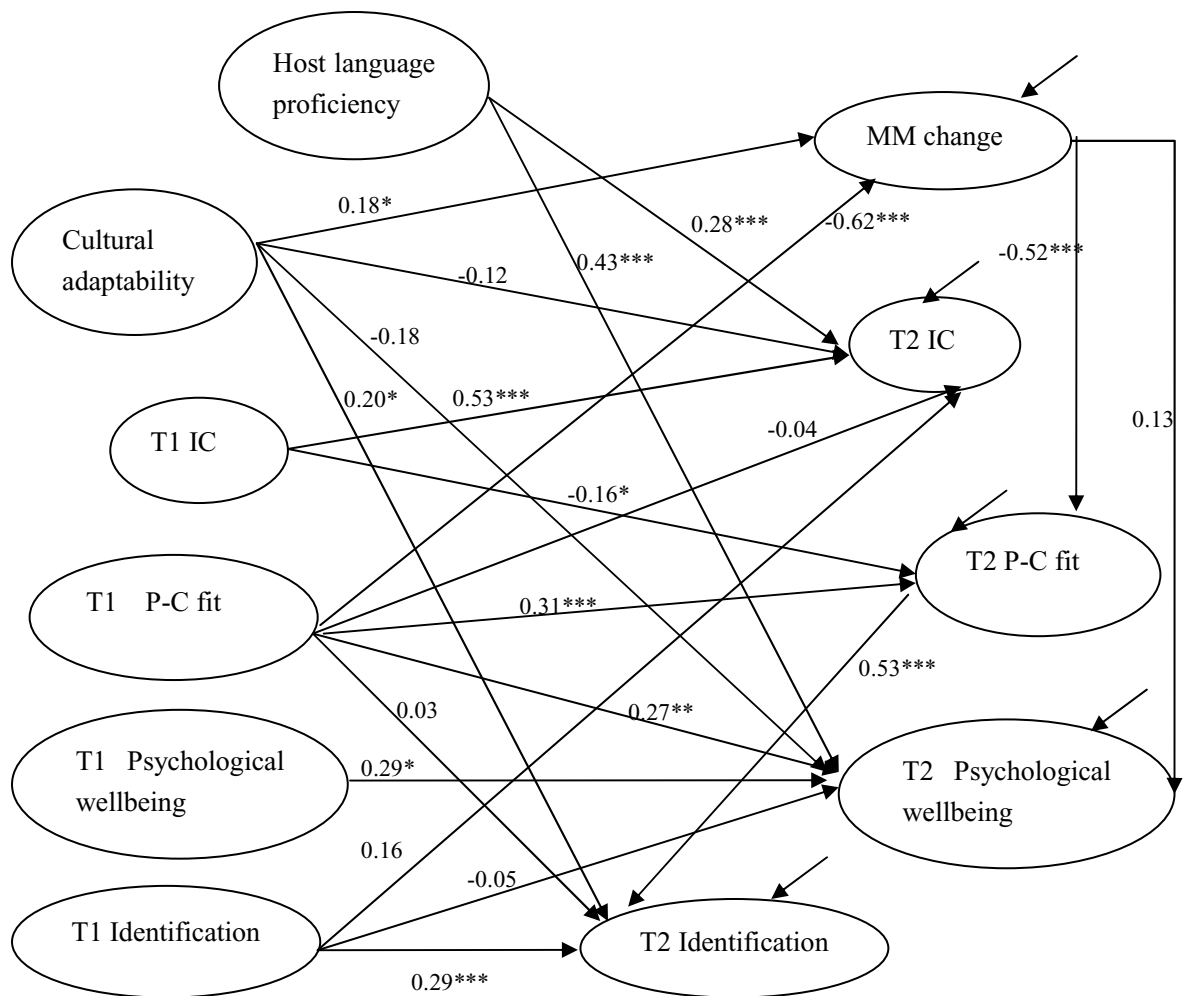 Host language
proficiency
MM change
0.18*
0.28***
-0.62***
Cultural
adaptability
0.43***
-0.52***
-0.12
-0.18
T2 IC
0.20*
0.53***
-0.04
0.13
T1 IC
-0.16*
T2 P-C fit
T1 P-C fit
0.31***
0.53***
0.03
0.27**
T1 Psychological
wellbeing
0.29*
T2 Psychological
wellbeing
0.16
-0.05
T1 Identification
T2 Identification
0.29***